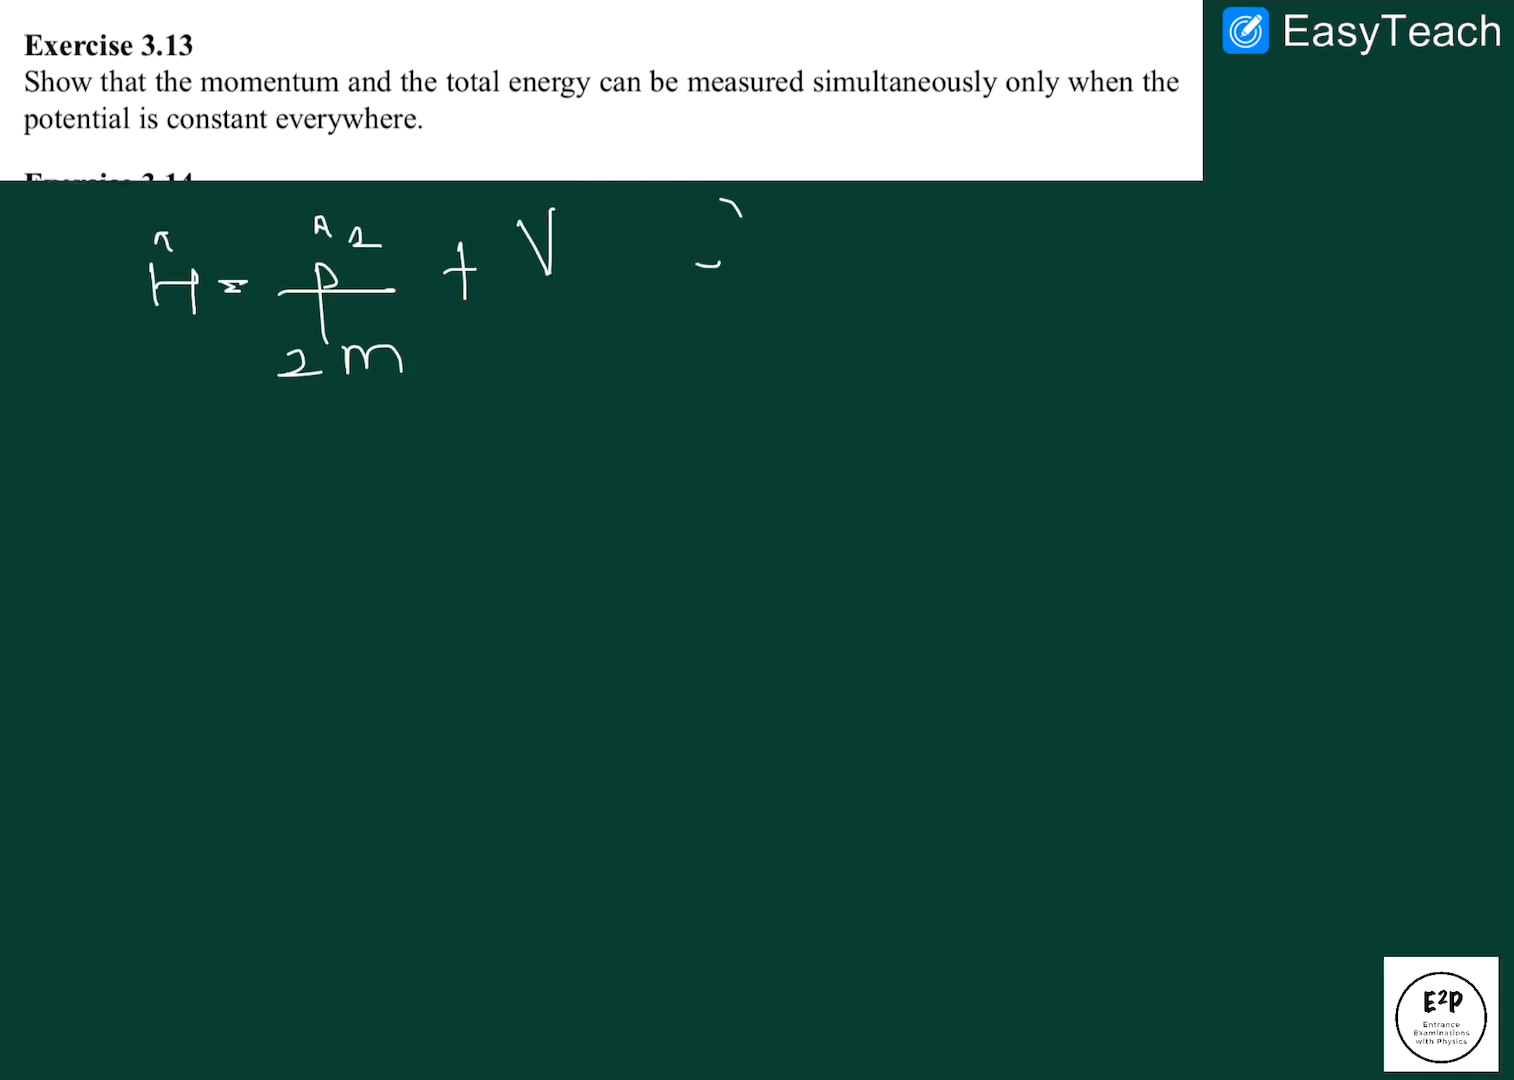 Exercise 3.13
Show that the momentum and the total energy can be measured simultaneously only when the
potential is constant everywhere.
EasyTeach
Ĥ = p̂² / 2m + V
E²P
Entrance
Examinations
with Physics